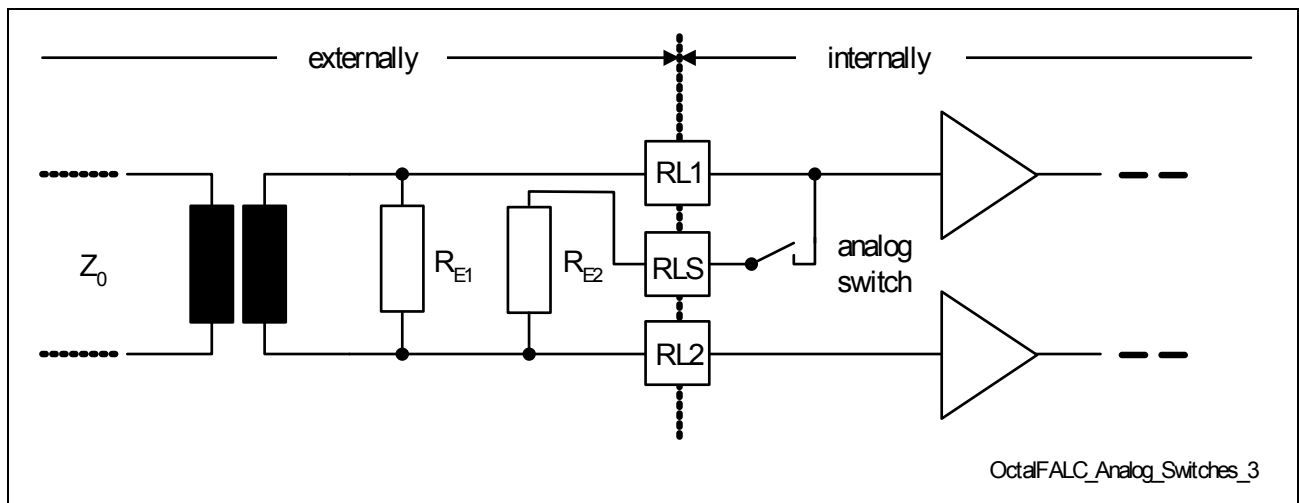 externally
internally
RL1
Z0
RE1
RE2
RLS
analog
switch
RL2
OctalFALC_Analog_Switches_3